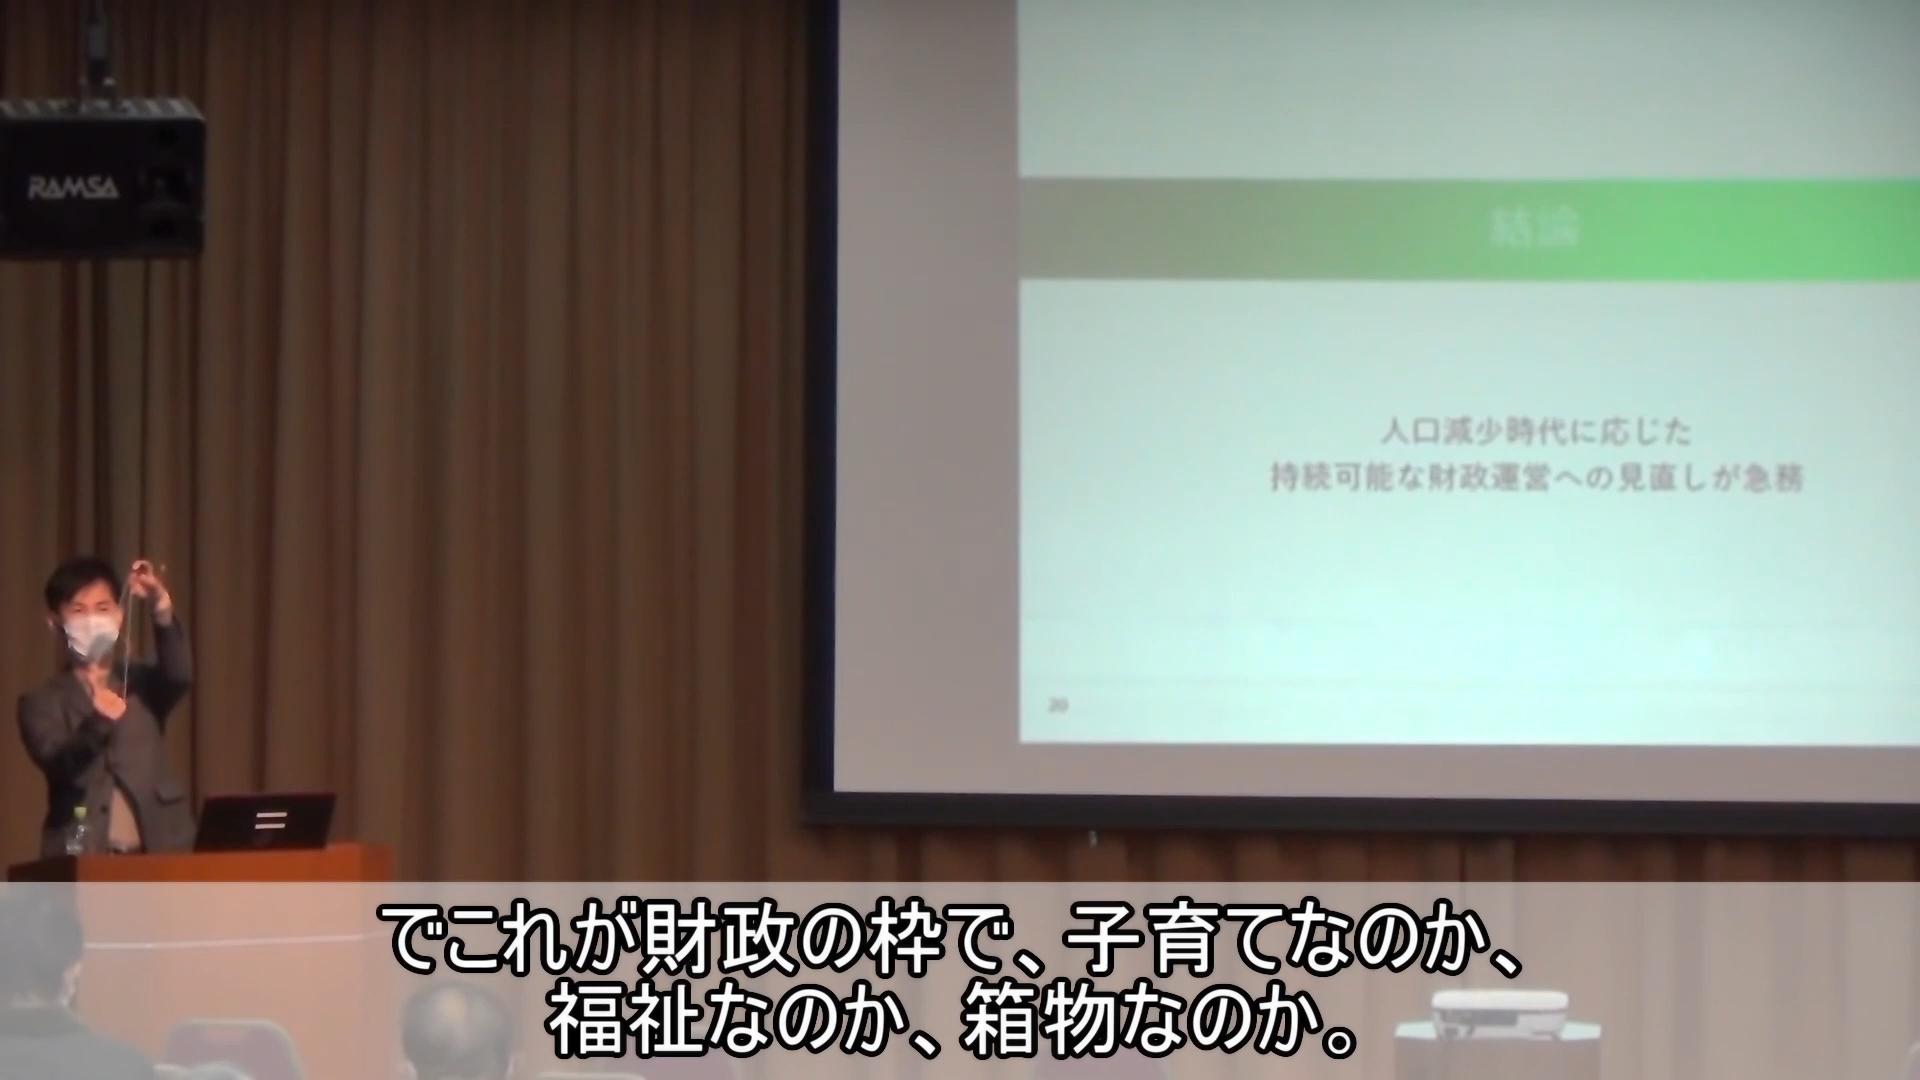 RAMSA
結論
人口減少時代に応じた
持続可能な財政運営への見直しが急務
20
でこれが財政の枠で、子育てなのか、
福祉なのか、箱物なのか。